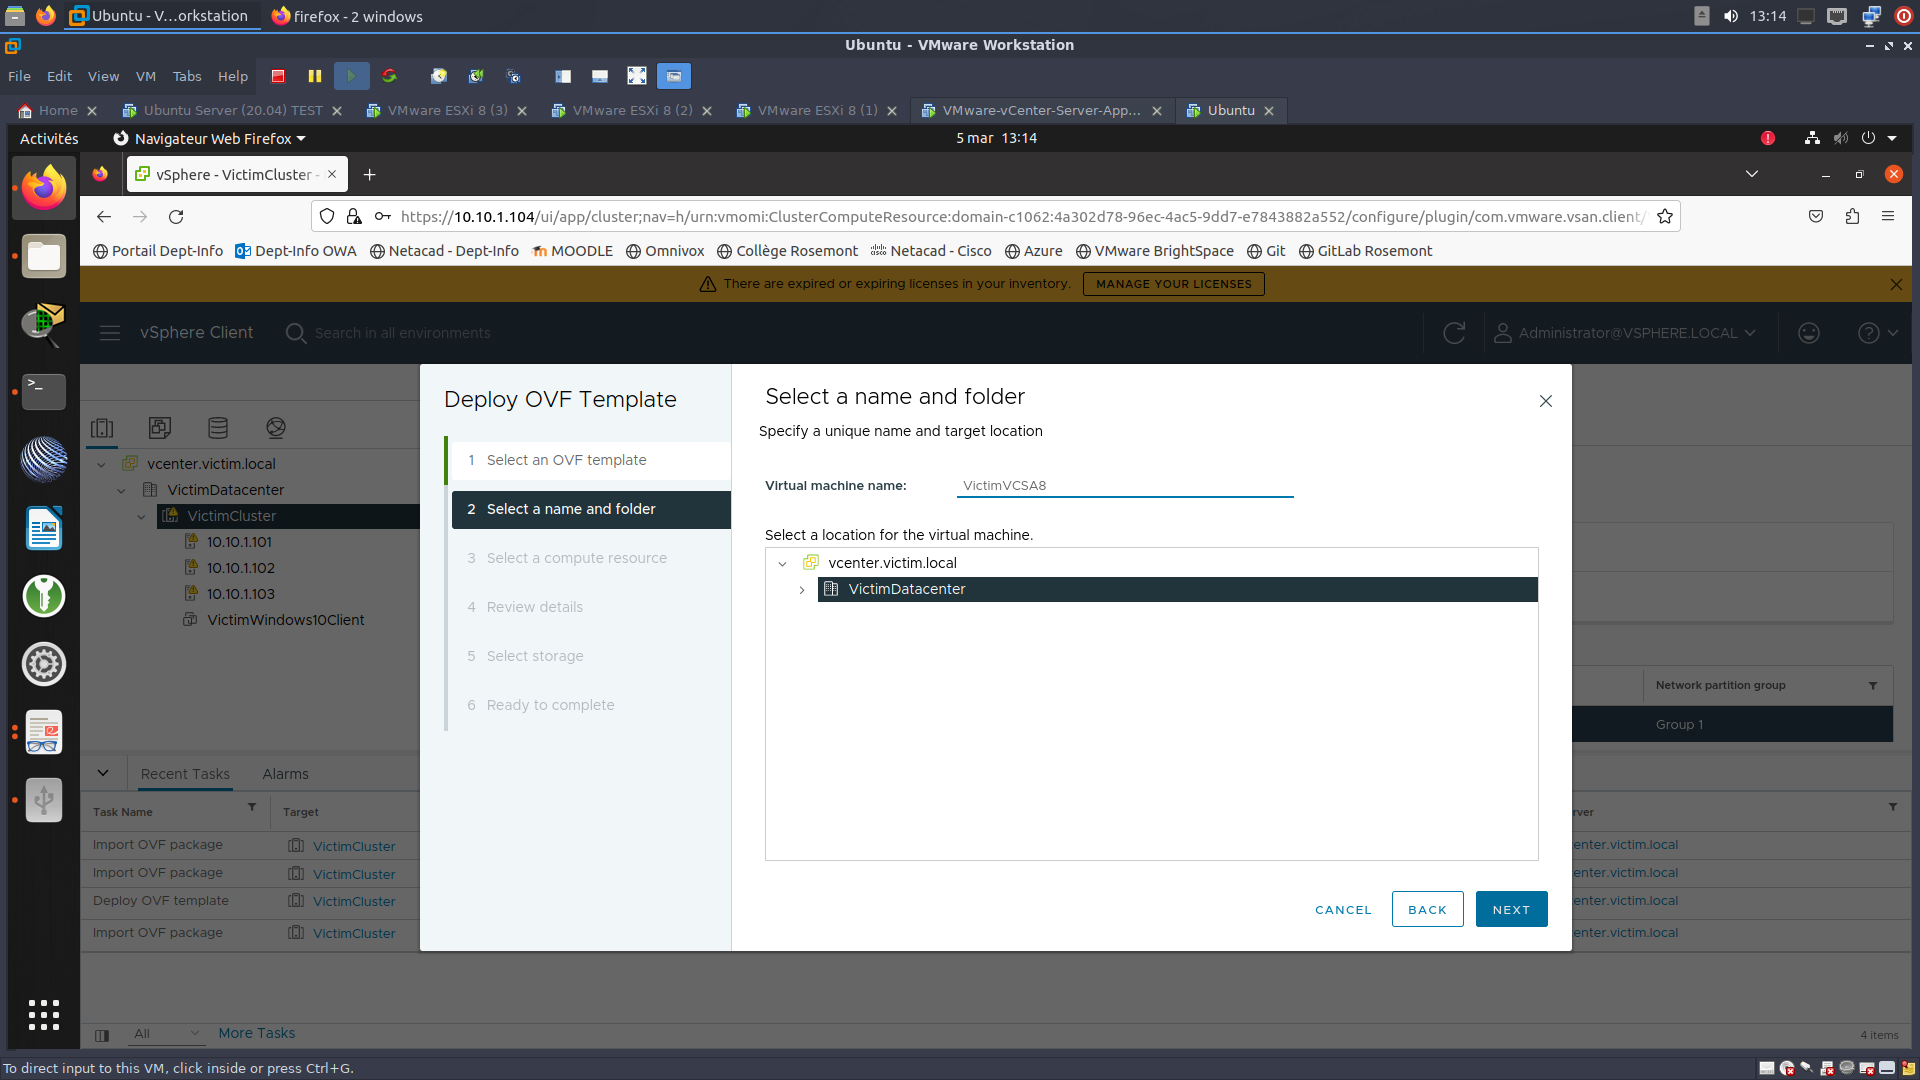 Ubuntu - V...orkstation
firefox - 2 windows
13:14
Ubuntu - VMware Workstation
File Edit View VM Tabs Help
Home
Ubuntu Server (20.04) TEST
VMware ESXi 8 (3)
VMware ESXi 8 (2)
VMware ESXi 8 (1)
VMware-vCenter-Server-App...
Ubuntu
Activités
Navigateur Web Firefox
5 mar 13:14
vSphere - VictimCluster -
https://10.10.1.104/ui/app/cluster;nav=h/urn:vmomi:ClusterComputeResource:domain-c1062:4a302d78-96ec-4ac5-9dd7-e7843882a552/configure/plugin/com.vmware.vsan.client/
Portail Dept-Info
Dept-Info OWA
Netacad - Dept-Info
MOODLE
Omnivox
Collège Rosemont
Netacad - Cisco
Azure
VMware BrightSpace
Git
GitLab Rosemont
There are expired or expiring licenses in your inventory.
MANAGE YOUR LICENSES
vSphere Client
Search in all environments
Administrator@VSPHERE.LOCAL
vcenter.victim.local
VictimDatacenter
VictimCluster
10.10.1.101
10.10.1.102
10.10.1.103
VictimWindows10Client
Deploy OVF Template
1 Select an OVF template
2 Select a name and folder
3 Select a compute resource
4 Review details
5 Select storage
6 Ready to complete
Select a name and folder
Specify a unique name and target location
Virtual machine name: VictimVCSA8
Select a location for the virtual machine.
vcenter.victim.local
VictimDatacenter
CANCEL
BACK
NEXT
Network partition group
Group 1
Recent Tasks
Alarms
Task Name
Target
rver
Import OVF package VictimCluster enter.victim.local
Import OVF package VictimCluster enter.victim.local
Deploy OVF template VictimCluster enter.victim.local
Import OVF package VictimCluster enter.victim.local
All
More Tasks
4 items
To direct input to this VM, click inside or press Ctrl+G.